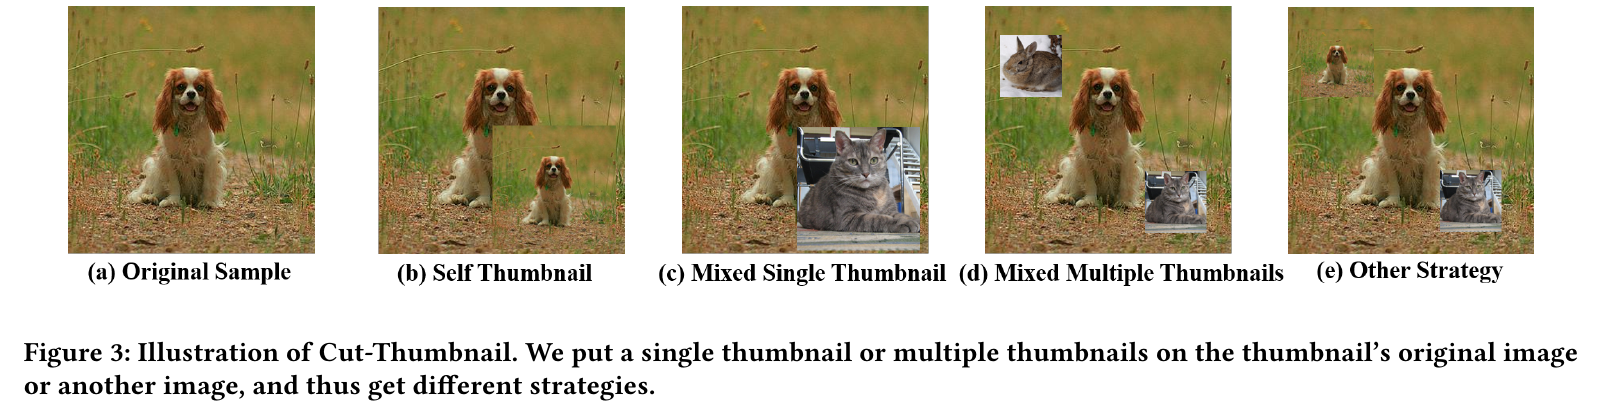 (a) Original Sample
(b) Self Thumbnail
(c) Mixed Single Thumbnail
(d) Mixed Multiple Thumbnails
(e) Other Strategy
Figure 3: Illustration of Cut-Thumbnail. We put a single thumbnail or multiple thumbnails on the thumbnail’s original image
or another image, and thus get different strategies.